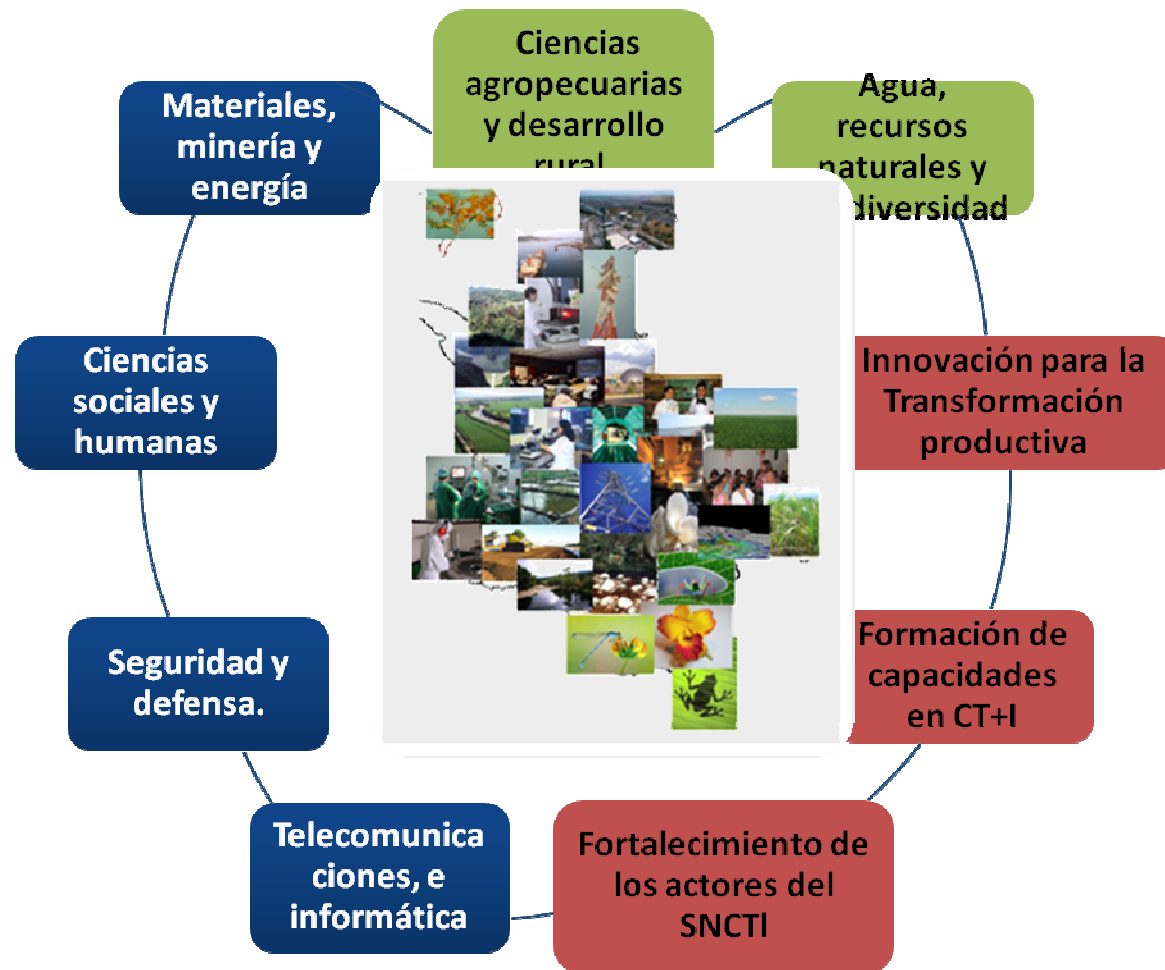 Ciencias
agropecuarias
y desarrollo
rural
Agua,
recursos
naturales y
diversidad
Innovación para la
Transformación
productiva
Formación de
capacidades
en CT+I
Fortalecimiento de
los actores del
SNCTI
Telecomunica
ciones, e
informática
Seguridad y
defensa.
Ciencias
sociales y
humanas
Materiales,
minería y
energía